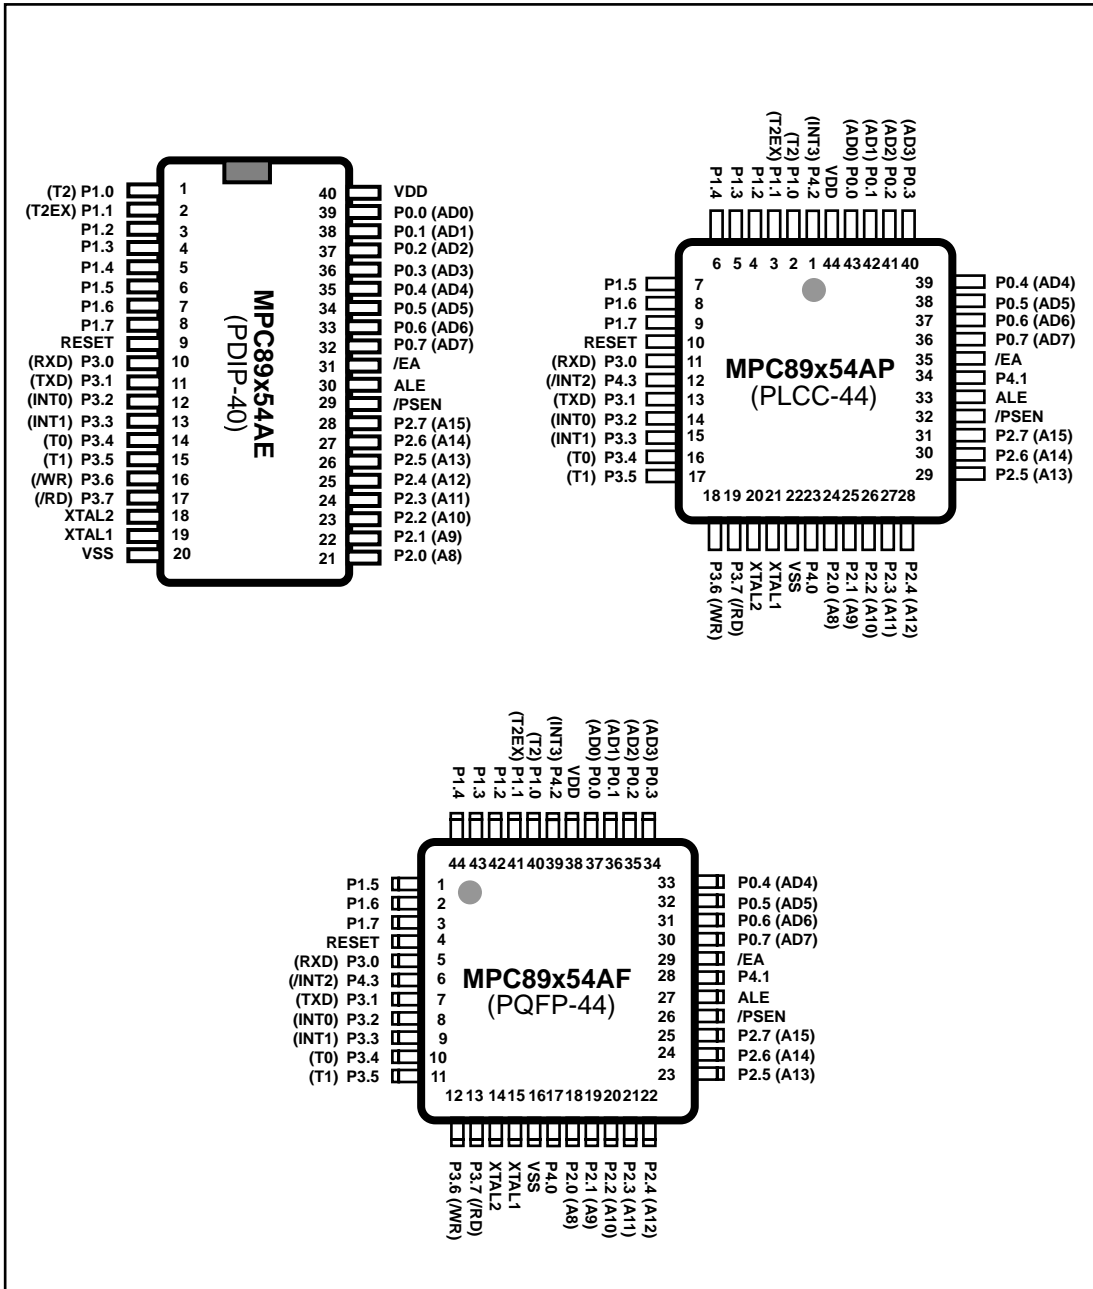 (T2) P1.0 1 40 VDD
(T2EX) P1.1 2 39 P0.0 (AD0)
P1.2 3 38 P0.1 (AD1)
P1.3 4 37 P0.2 (AD2)
P1.4 5 36 P0.3 (AD3)
P1.5 6 35 P0.4 (AD4)
P1.6 7 34 P0.5 (AD5)
P1.7 8 33 P0.6 (AD6)
RESET 9 32 P0.7 (AD7)
(RXD) P3.0 10 31 /EA
(TXD) P3.1 11 30 ALE
(INT0) P3.2 12 29 /PSEN
(INT1) P3.3 13 28 P2.7 (A15)
(T0) P3.4 14 27 P2.6 (A14)
(T1) P3.5 15 26 P2.5 (A13)
(/WR) P3.6 16 25 P2.4 (A12)
(/RD) P3.7 17 24 P2.3 (A11)
XTAL2 18 23 P2.2 (A10)
XTAL1 19 22 P2.1 (A9)
VSS 20 21 P2.0 (A8)
MPC89x54AE
(PDIP-40)
P1.4
P1.3
P1.2
(T2EX) P1.1
(T2) P1.0
(INT3) P4.2
VDD
(AD0) P0.0
(AD1) P0.1
(AD2) P0.2
(AD3) P0.3
6 5 4 3 2 1 44 43 42 41 40
P1.5 7 39 P0.4 (AD4)
P1.6 8 38 P0.5 (AD5)
P1.7 9 37 P0.6 (AD6)
RESET 10 36 P0.7 (AD7)
(RXD) P3.0 11 35 /EA
(/INT2) P4.3 12 34 P4.1
(TXD) P3.1 13 33 ALE
(INT0) P3.2 14 32 /PSEN
(INT1) P3.3 15 31 P2.7 (A15)
(T0) P3.4 16 30 P2.6 (A14)
(T1) P3.5 17 29 P2.5 (A13)
MPC89x54AP
(PLCC-44)
18 19 20 21 22 23 24 25 26 27 28
P3.6 (/WR)
P3.7 (/RD)
XTAL2
XTAL1
VSS
P4.0
P2.0 (A8)
P2.1 (A9)
P2.2 (A10)
P2.3 (A11)
P2.4 (A12)
P1.4
P1.3
P1.2
(T2EX) P1.1
(T2) P1.0
(INT3) P4.2
VDD
(AD0) P0.0
(AD1) P0.1
(AD2) P0.2
(AD3) P0.3
44 43 42 41 40 39 38 37 36 35 34
P1.5 1 33 P0.4 (AD4)
P1.6 2 32 P0.5 (AD5)
P1.7 3 31 P0.6 (AD6)
RESET 4 30 P0.7 (AD7)
(RXD) P3.0 5 29 /EA
(/INT2) P4.3 6 28 P4.1
(TXD) P3.1 7 27 ALE
(INT0) P3.2 8 26 /PSEN
(INT1) P3.3 9 25 P2.7 (A15)
(T0) P3.4 10 24 P2.6 (A14)
(T1) P3.5 11 23 P2.5 (A13)
MPC89x54AF
(PQFP-44)
12 13 14 15 16 17 18 19 20 21 22
P3.6 (/WR)
P3.7 (/RD)
XTAL2
XTAL1
VSS
P4.0
P2.0 (A8)
P2.1 (A9)
P2.2 (A10)
P2.3 (A11)
P2.4 (A12)